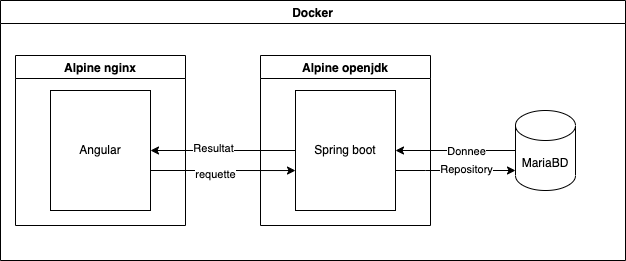 Docker
Alpine nginx
Alpine openjdk
Angular
Resultat
requette
Spring boot
Donnee
Repository
MariaBD